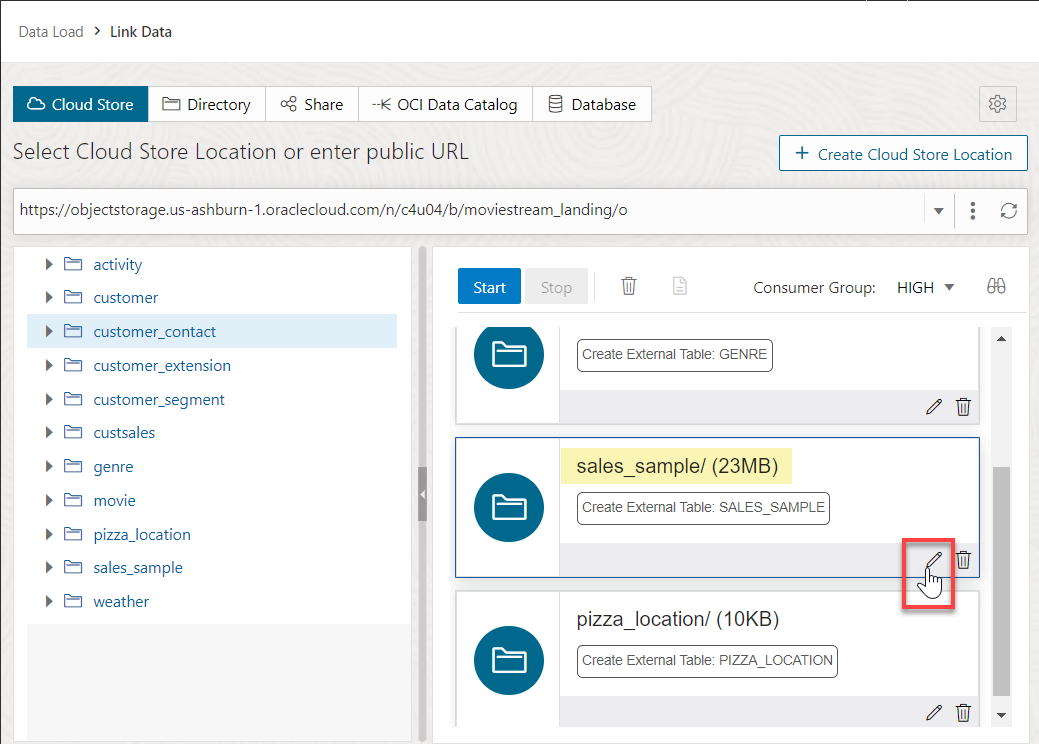 Data Load > Link Data
Cloud Store Directory Share OCI Data Catalog Database
Select Cloud Store Location or enter public URL
+ Create Cloud Store Location
https://objectstorage.us-ashburn-1.oraclecloud.com/n/c4u04/b/moviestream_landing/o
activity
customer
customer_contact
customer_extension
customer_segment
custsales
genre
movie
pizza_location
sales_sample
weather
Start Stop Consumer Group: HIGH
Create External Table: GENRE
sales_sample/ (23MB)
Create External Table: SALES_SAMPLE
pizza_location/ (10KB)
Create External Table: PIZZA_LOCATION